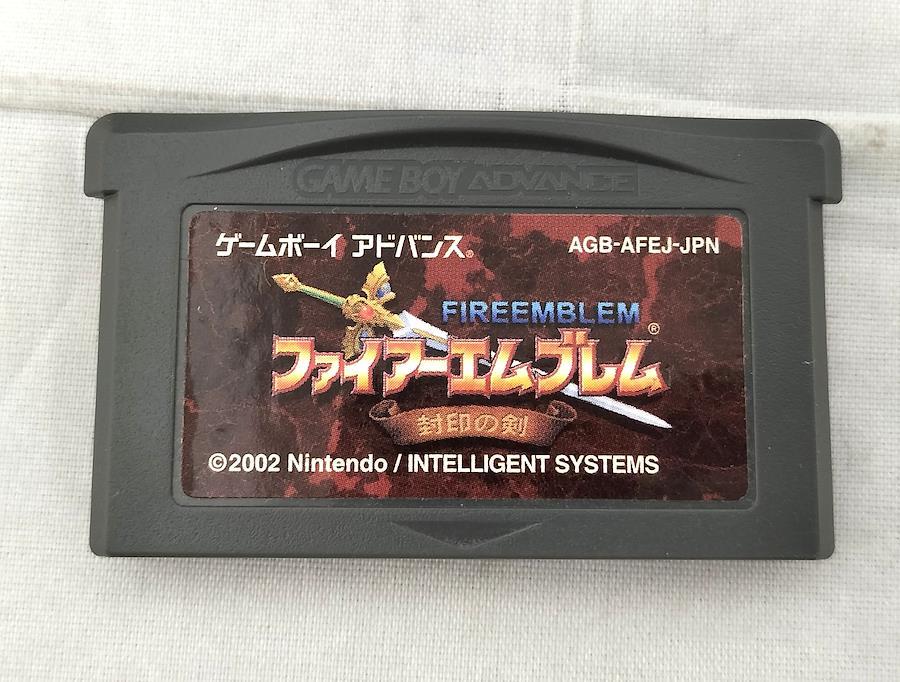 GAME BOY ADVANCE
ゲームボーイ アドバンス® AGB-AFEJ-JPN
FIREEMBLEM
ファイアーエムブレム®
封印の剣
©2002 Nintendo / INTELLIGENT SYSTEMS